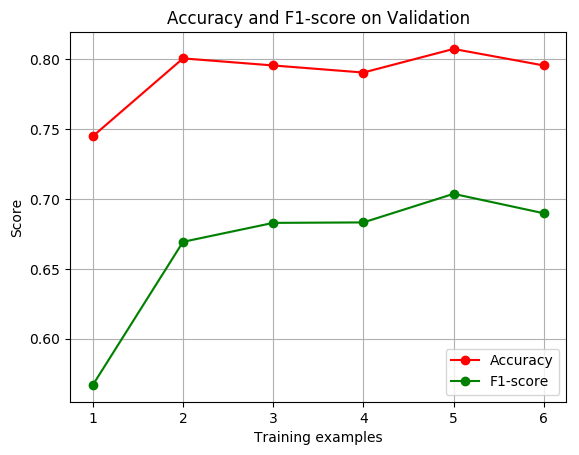 Accuracy and F1-score on Validation
0.80
0.75
0.70
0.65
0.60
Score
1 2 3 4 5 6
Training examples
Accuracy
F1-score